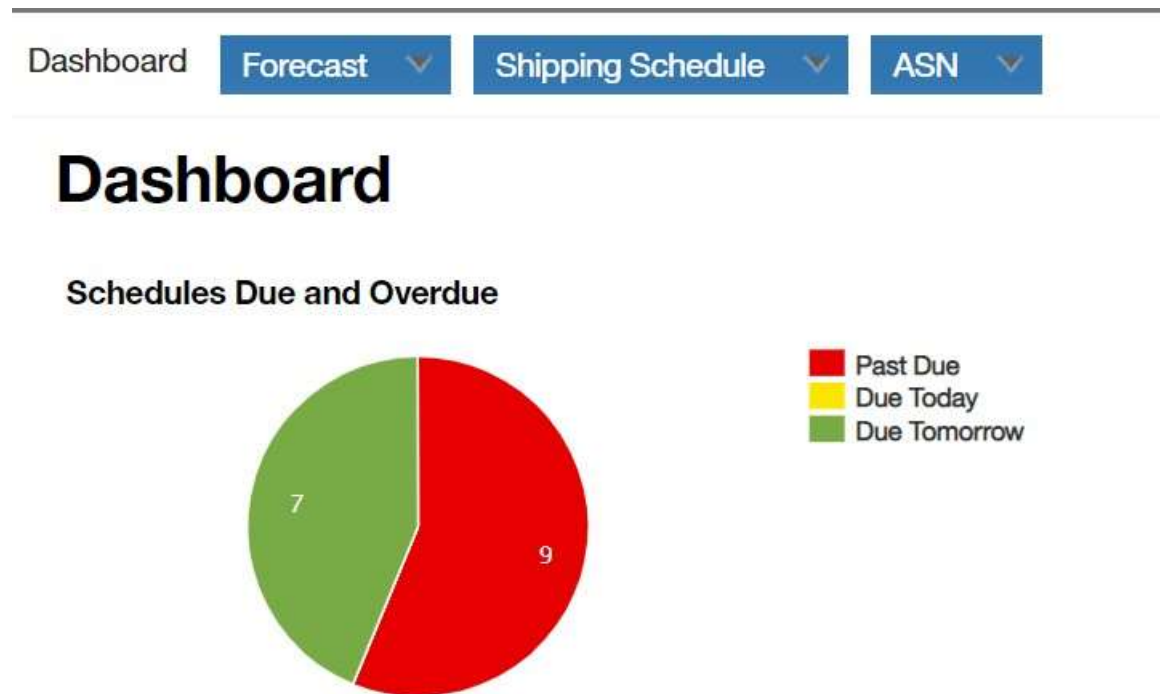 Dashboard Forecast Shipping Schedule ASN
Dashboard
Schedules Due and Overdue
Past Due
Due Today
Due Tomorrow
7
9